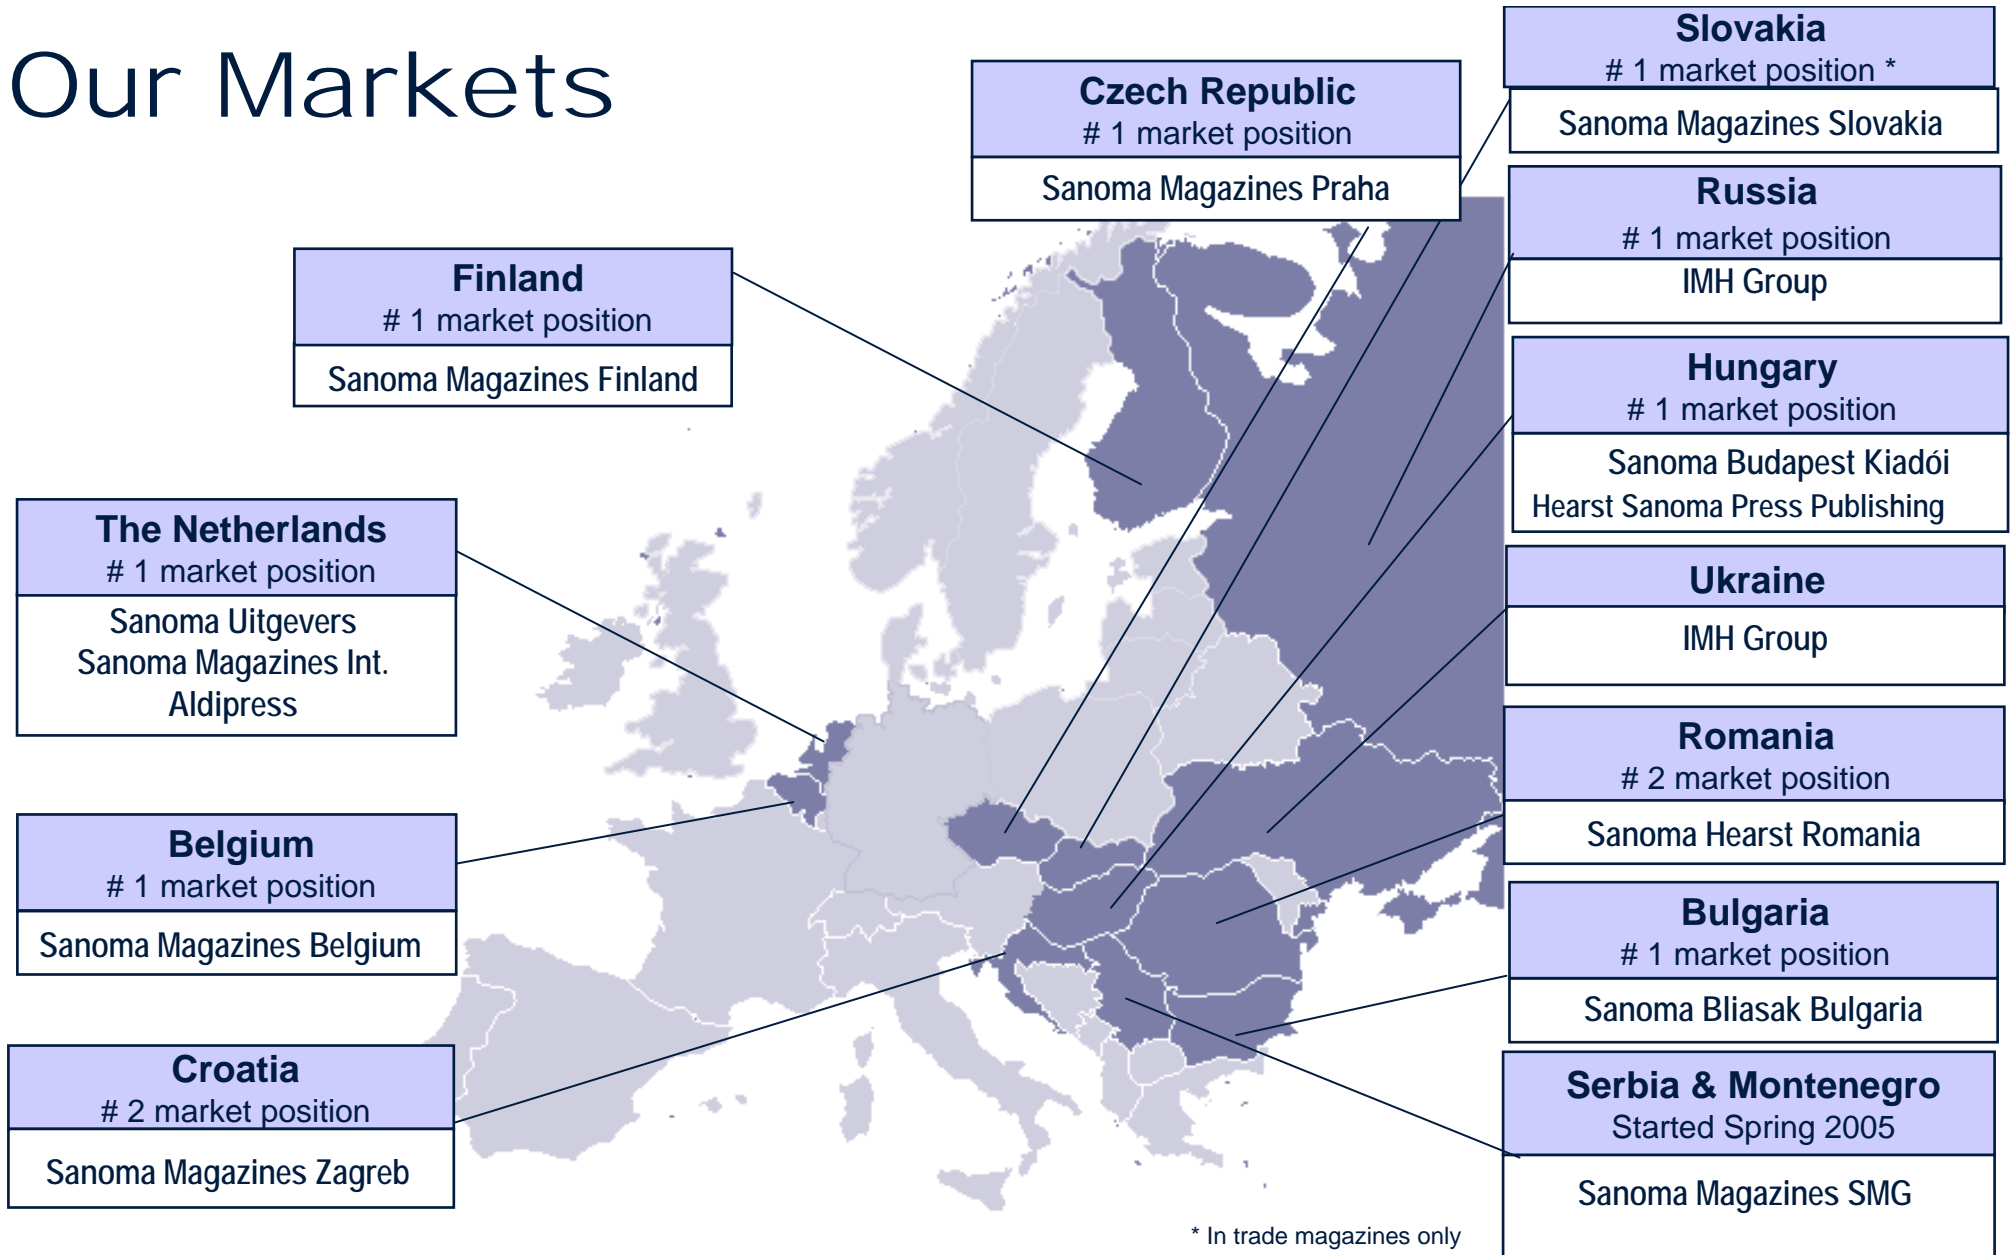 Our Markets
Czech Republic
# 1 market position
Sanoma Magazines Praha
Slovakia
# 1 market position *
Sanoma Magazines Slovakia
Russia
# 1 market position
IMH Group
Finland
# 1 market position
Sanoma Magazines Finland
Hungary
# 1 market position
Sanoma Budapest Kiadói
Hearst Sanoma Press Publishing
The Netherlands
# 1 market position
Sanoma Uitgevers
Sanoma Magazines Int.
Aldipress
Ukraine
IMH Group
Romania
# 2 market position
Sanoma Hearst Romania
Belgium
# 1 market position
Sanoma Magazines Belgium
Bulgaria
# 1 market position
Sanoma Bliasak Bulgaria
Croatia
# 2 market position
Sanoma Magazines Zagreb
Serbia & Montenegro
Started Spring 2005
Sanoma Magazines SMG
* In trade magazines only